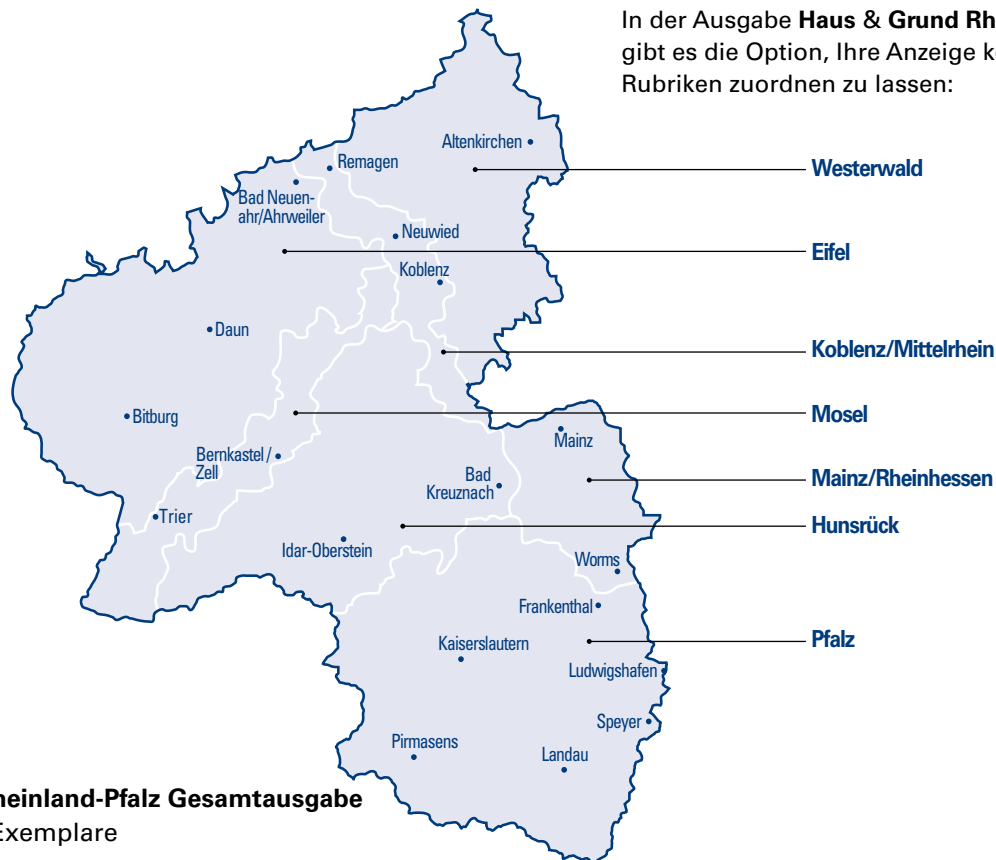 In der Ausgabe Haus & Grund Rh
gibt es die Option, Ihre Anzeige
Rubriken zuordnen zu lassen:
Altenkirchen
Remagen
Westerwald
Bad Neuen-
ahr/Ahrweiler
Neuwied
Eifel
Koblenz
Daun
Koblenz/Mittelrhein
Bitburg
Mosel
Mainz
Bernkastel /
Zell
Bad
Kreuznach
Mainz/Rheinhessen
Trier
Hunsrück
Idar-Oberstein
Worms
Frankenthal
Kaiserslautern
Pfalz
Ludwigshafen
Speyer
Pirmasens
Landau
heinland-Pfalz Gesamtausgabe
Exemplare